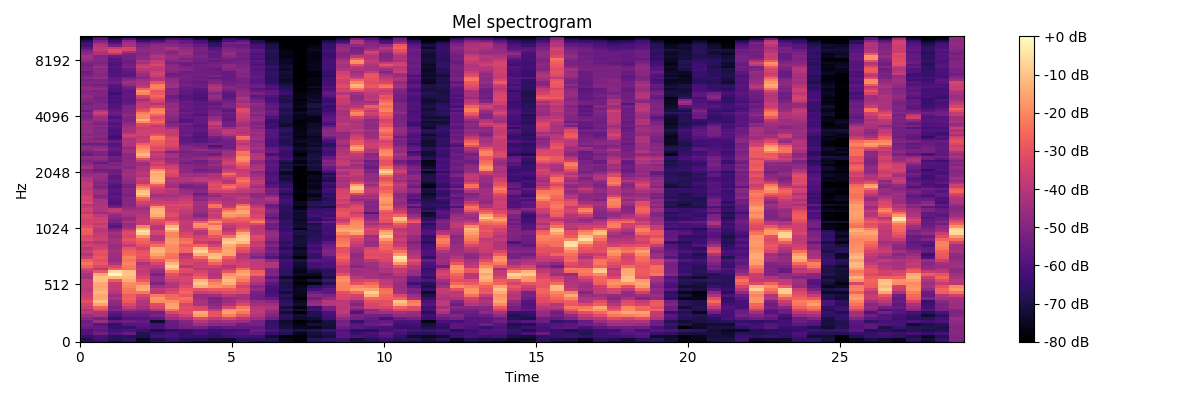 Mel spectrogram
8192
4096
2048
1024
512
0
Hz
0 5 10 15 20 25
Time
+0 dB
-10 dB
-20 dB
-30 dB
-40 dB
-50 dB
-60 dB
-70 dB
-80 dB